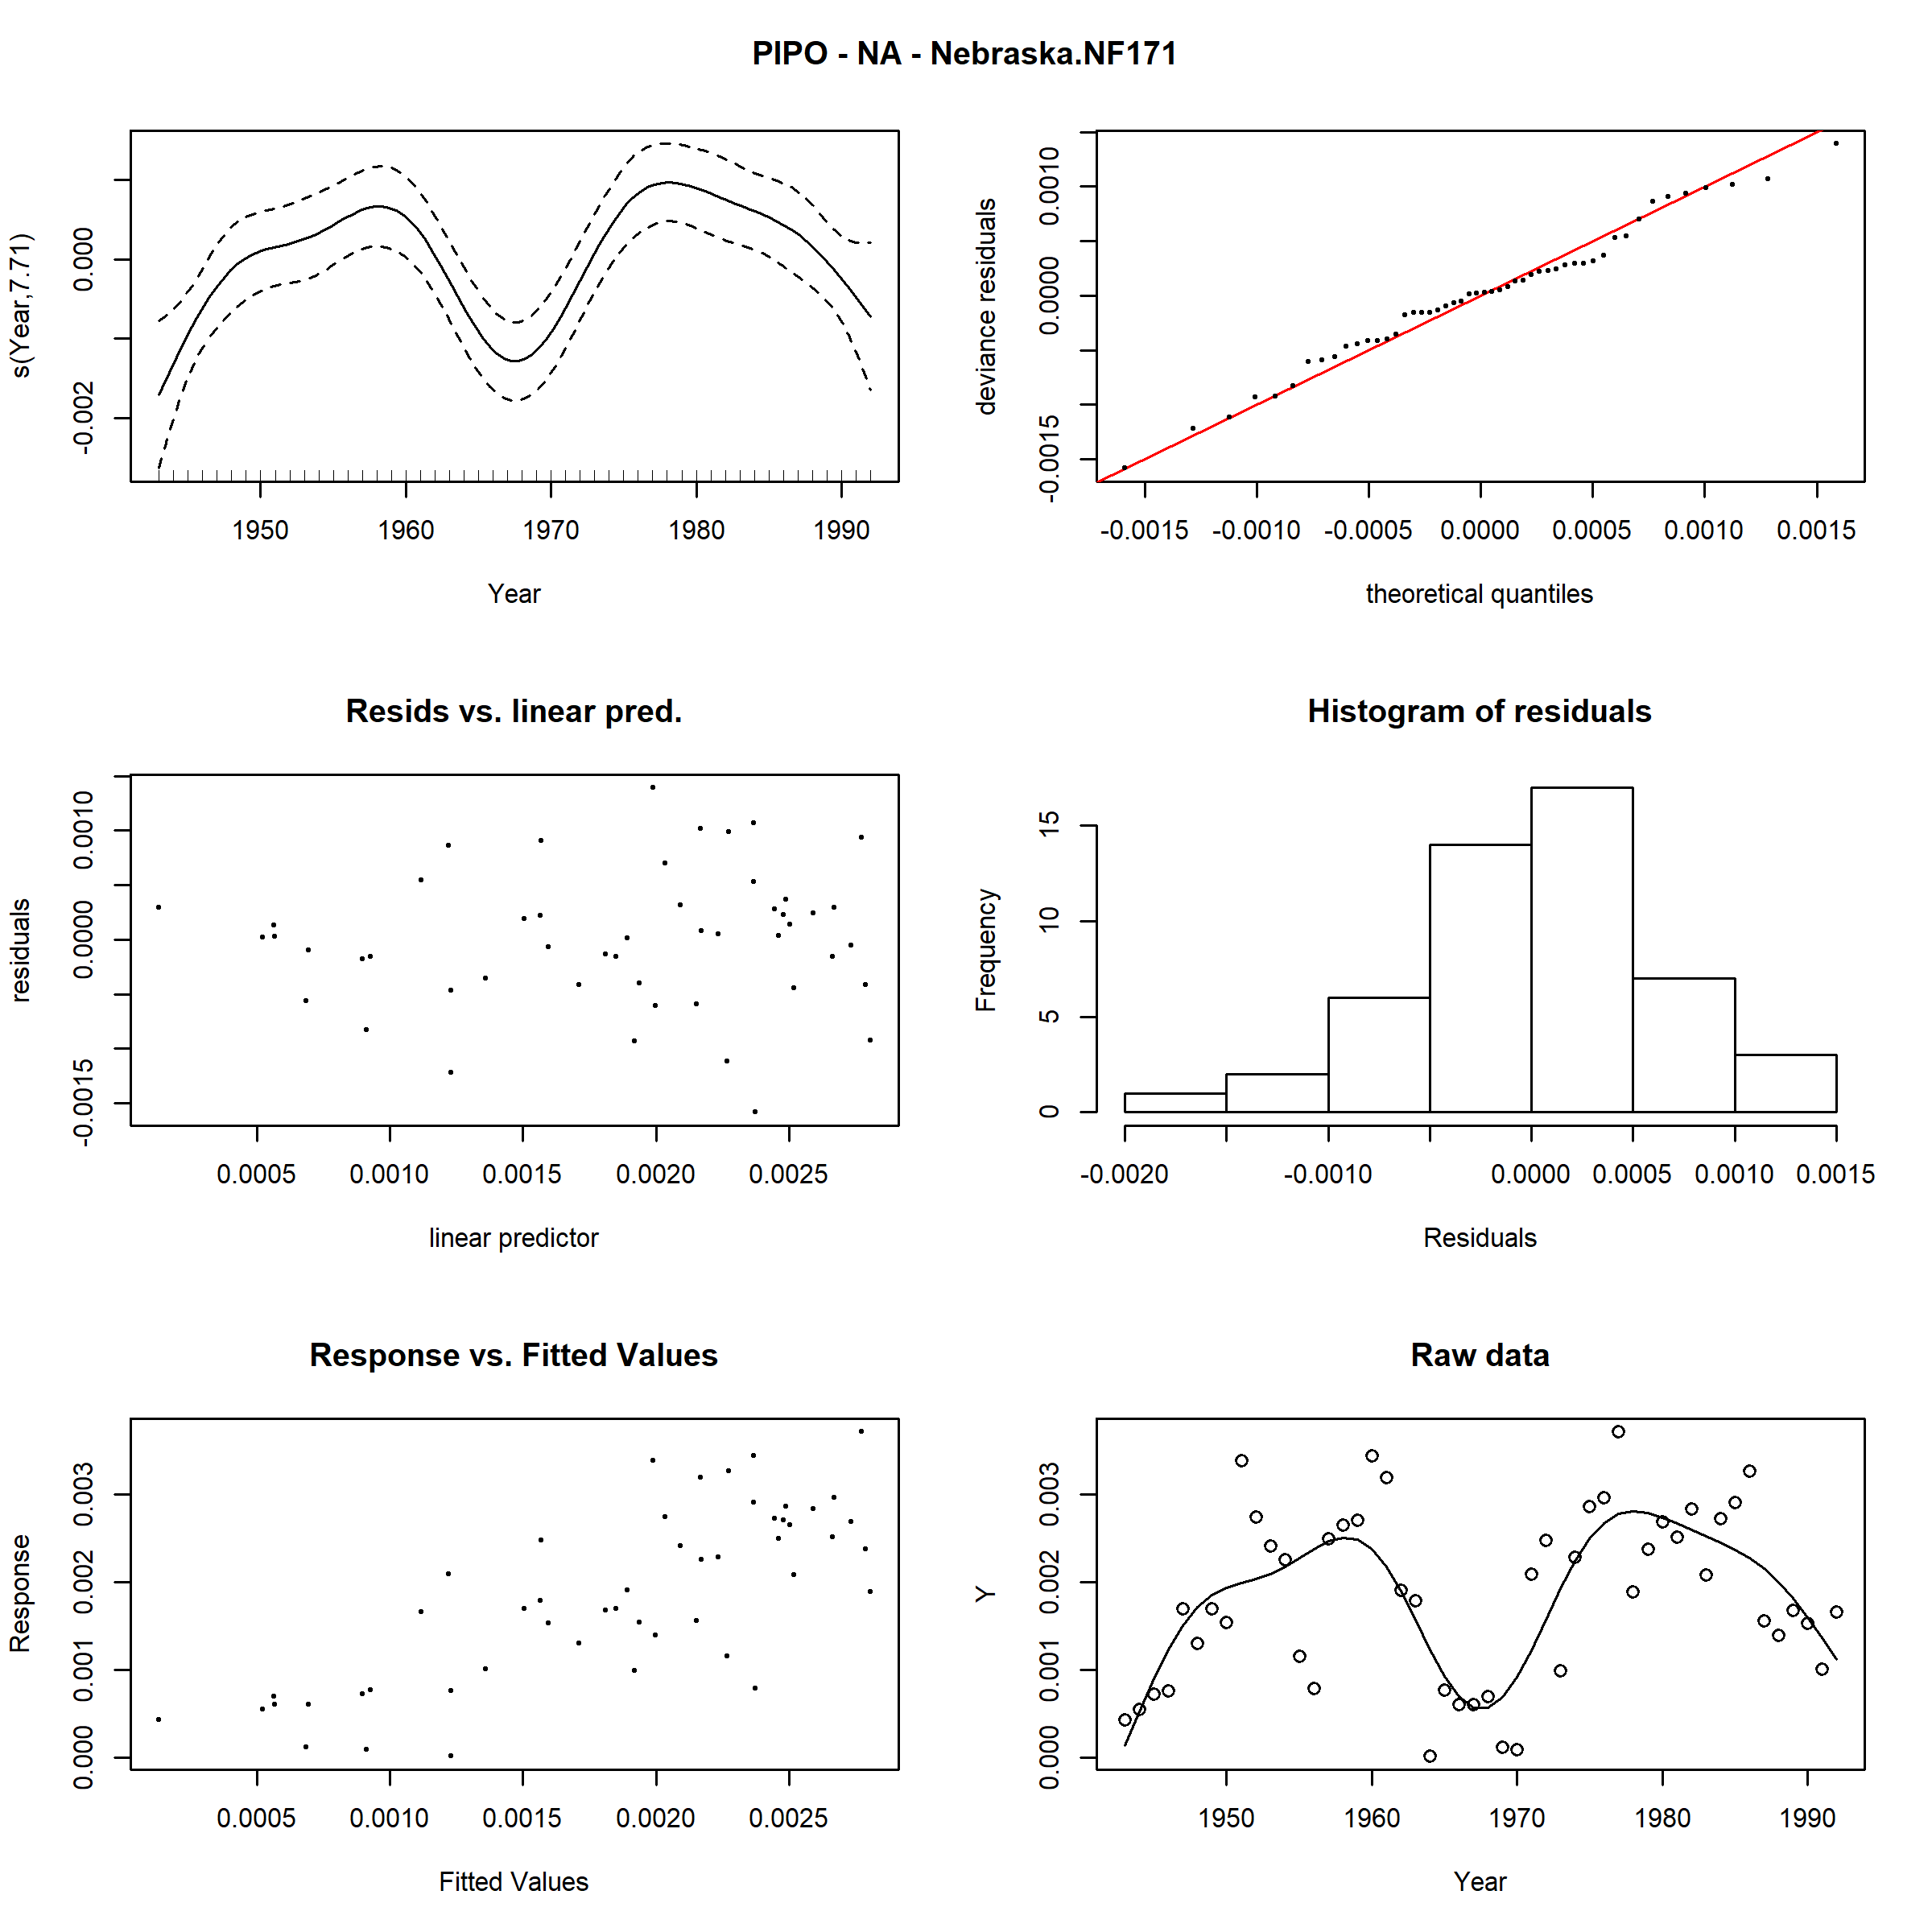 PIPO - NA - Nebraska.NF171
s(Year,7.71)
-0.002 0.000
1950 1960 1970 1980 1990
Year
deviance residuals
-0.0015 0.0000 0.0010
-0.0015 -0.0010 -0.0005 0.0000 0.0005 0.0010 0.0015
theoretical quantiles
Resids vs. linear pred.
residuals
-0.0015 0.0000 0.0010
0.0005 0.0010 0.0015 0.0020 0.0025
linear predictor
Histogram of residuals
Frequency
0 5 10 15
-0.0020 -0.0010 0.0000 0.0005 0.0010 0.0015
Residuals
Response vs. Fitted Values
Response
0.000 0.001 0.002 0.003
0.0005 0.0010 0.0015 0.0020 0.0025
Fitted Values
Raw data
Y
0.000 0.001 0.002 0.003
1950 1960 1970 1980 1990
Year